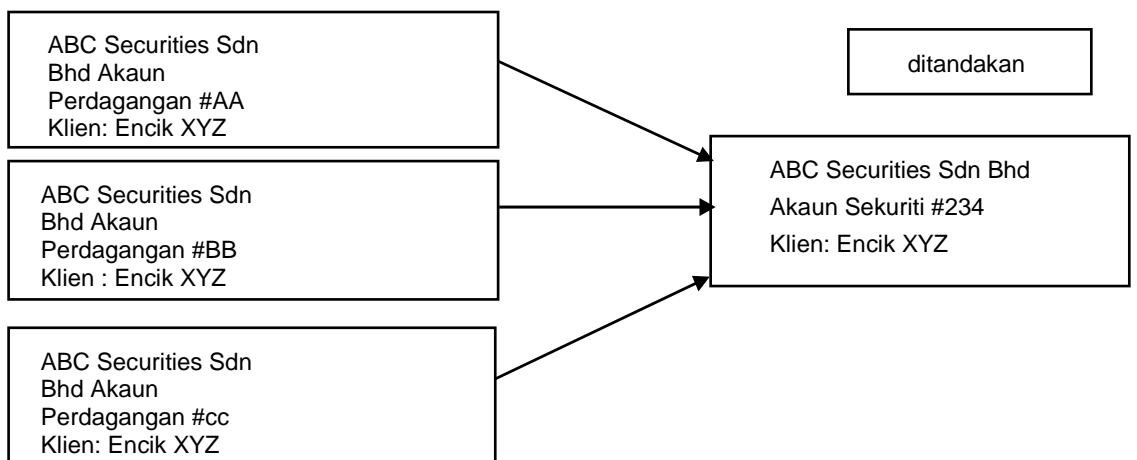 ABC Securities Sdn
Bhd Akaun
Perdagangan #AA
Klien: Encik XYZ
ditandakan
ABC Securities Sdn Bhd
Akaun Sekuriti #234
Klien: Encik XYZ
ABC Securities Sdn
Bhd Akaun
Perdagangan #BB
Klien : Encik XYZ
ABC Securities Sdn
Bhd Akaun
Perdagangan #cc
Klien: Encik XYZ